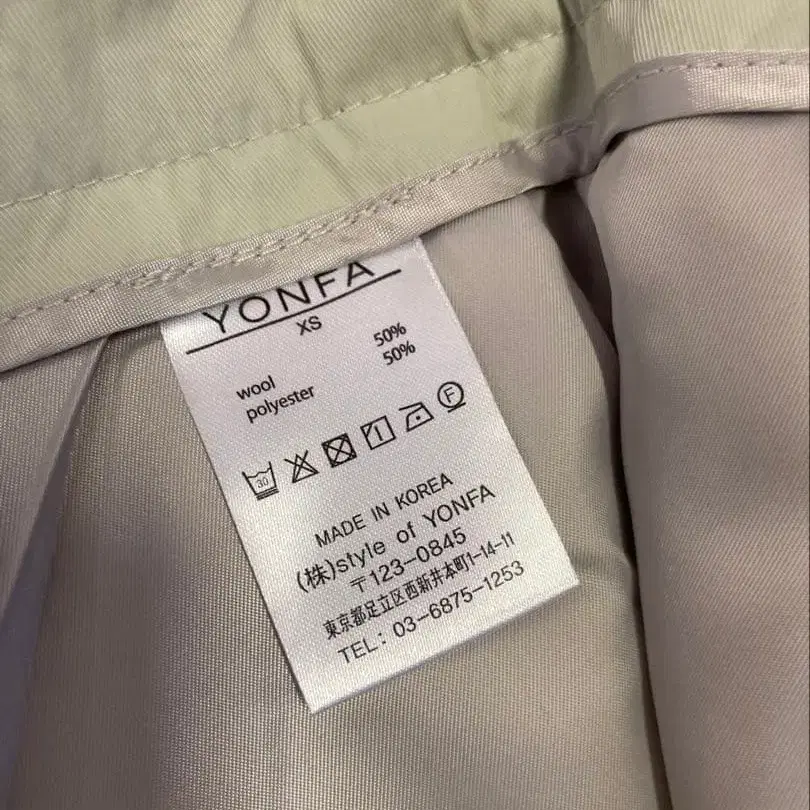 YONFA
XS
wool 50%
polyester 50%
30 F
MADE IN KOREA
(株)style of YONFA
〒123-0845
東京都足立区西新井本町1-14-11
TEL: 03-6875-1253